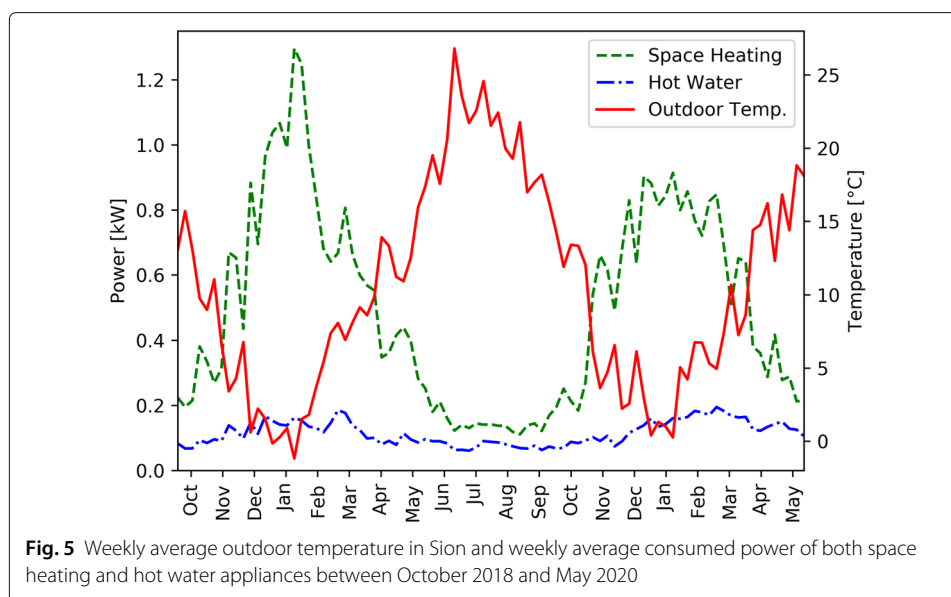 Space Heating
Hot Water
Outdoor Temp.
Power [kW]
1.2
1.0
0.8
0.6
0.4
0.2
0.0
25
20
15
10
5
0
Temperature [°C]
Oct Nov Dec Jan Feb Mar Apr May Jun Jul Aug Sep Oct Nov Dec Jan Feb Mar Apr May
Fig. 5 Weekly average outdoor temperature in Sion and weekly average consumed power of both space
heating and hot water appliances between October 2018 and May 2020